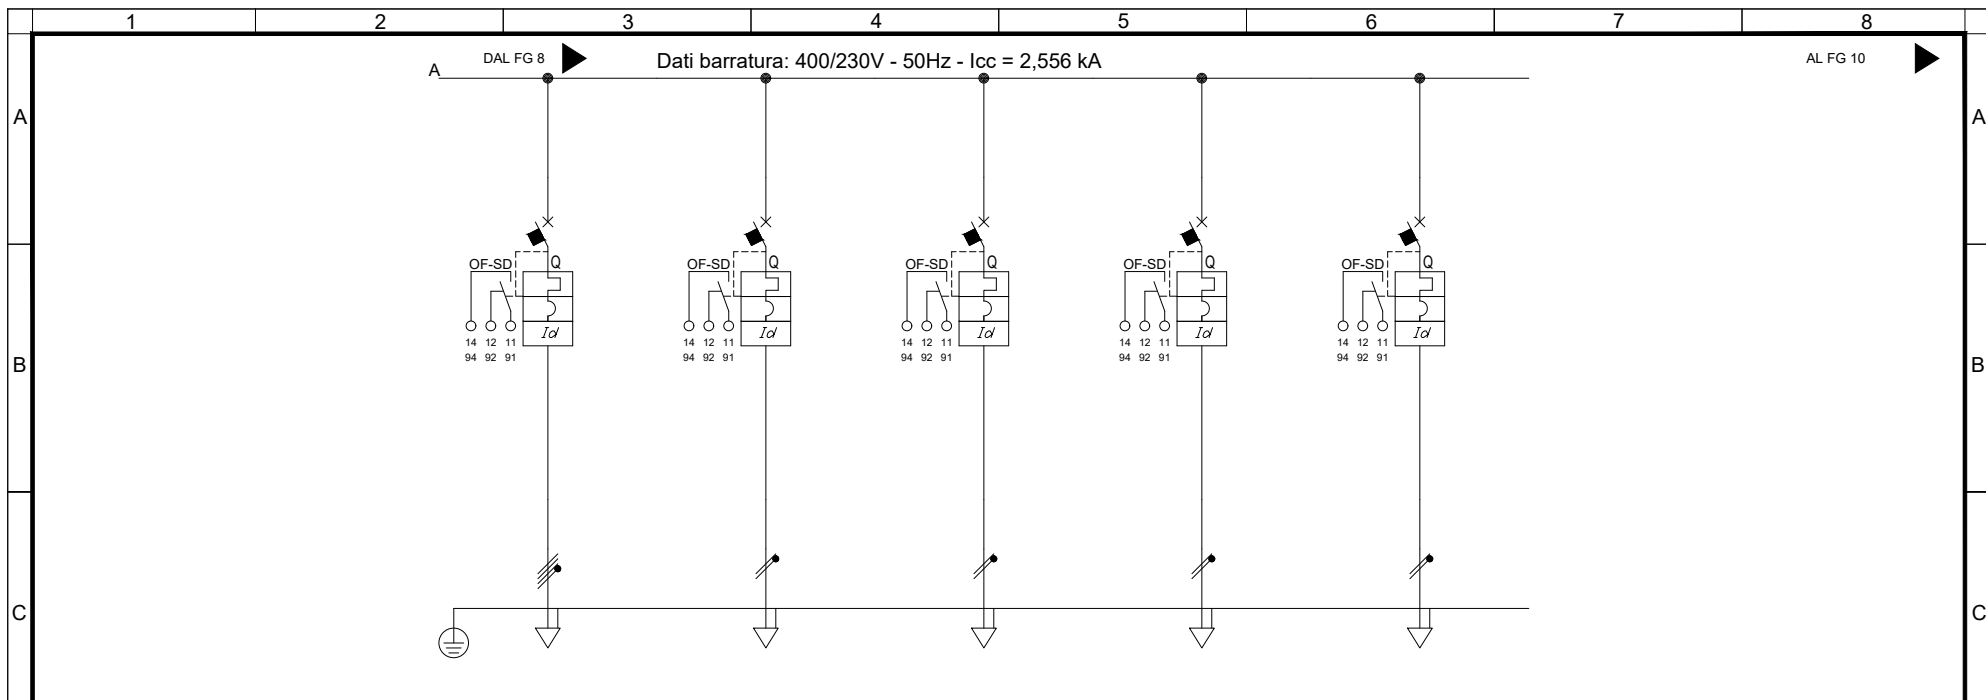 1 2 3 4 5 6 7 8
DAL FG 8 Dati barratura: 400/230V - 50Hz - Icc = 2,556 kA AL FG 10
A
A A
OF-SD Q OF-SD Q OF-SD Q OF-SD Q OF-SD Q
Id Id Id Id Id
14 12 11 14 12 11 14 12 11 14 12 11 14 12 11
94 92 91 94 92 91 94 92 91 94 92 91 94 92 91
B B
C C